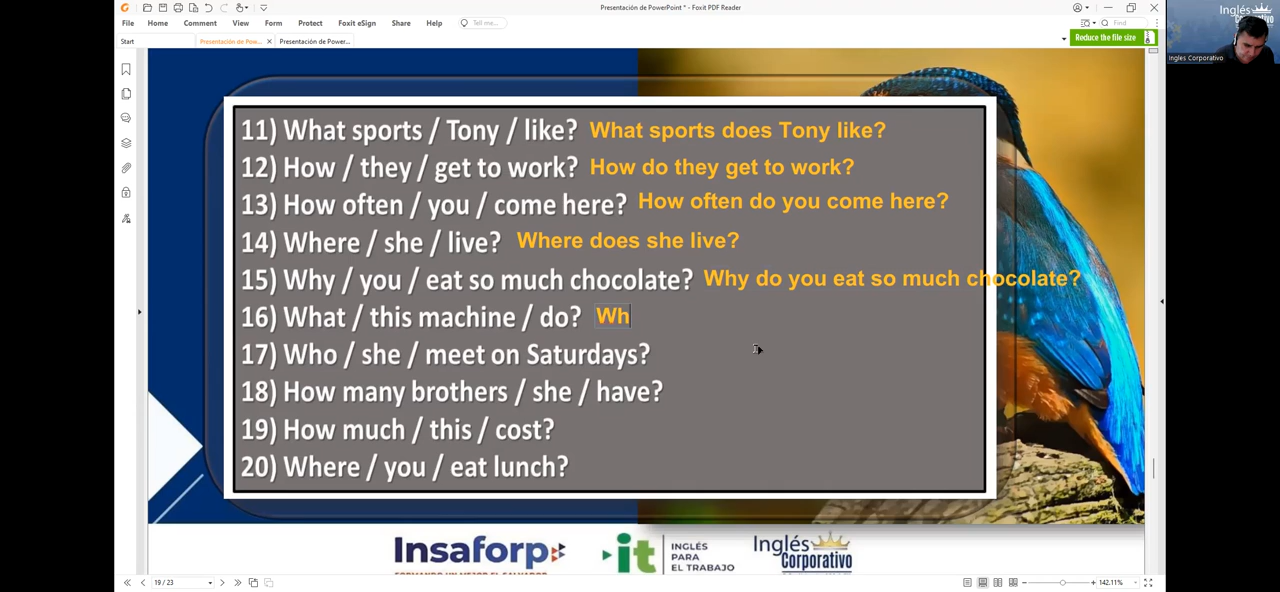 Presentación de PowerPoint * - Foxit PDF Reader
File Home Comment View Form Protect Foxit eSign Share Help Tell me... Find
Start Presentación de Pow... Presentación de Power... Reduce the file size
Inglés
Corporativo
Ingles Corporativo
11) What sports / Tony / like? What sports does Tony like?
12) How / they / get to work? How do they get to work?
13) How often / you / come here? How often do you come here?
14) Where / she / live? Where does she live?
15) Why / you / eat so much chocolate? Why do you eat so much chocolate?
16) What / this machine / do? Wh
17) Who / she / meet on Saturdays?
18) How many brothers / she / have?
19) How much / this / cost?
20) Where / you / eat lunch?
Insaforp
it
INGLÉS
PARA
EL TRABAJO
Inglés
Corporativo
19 / 23
142.11%